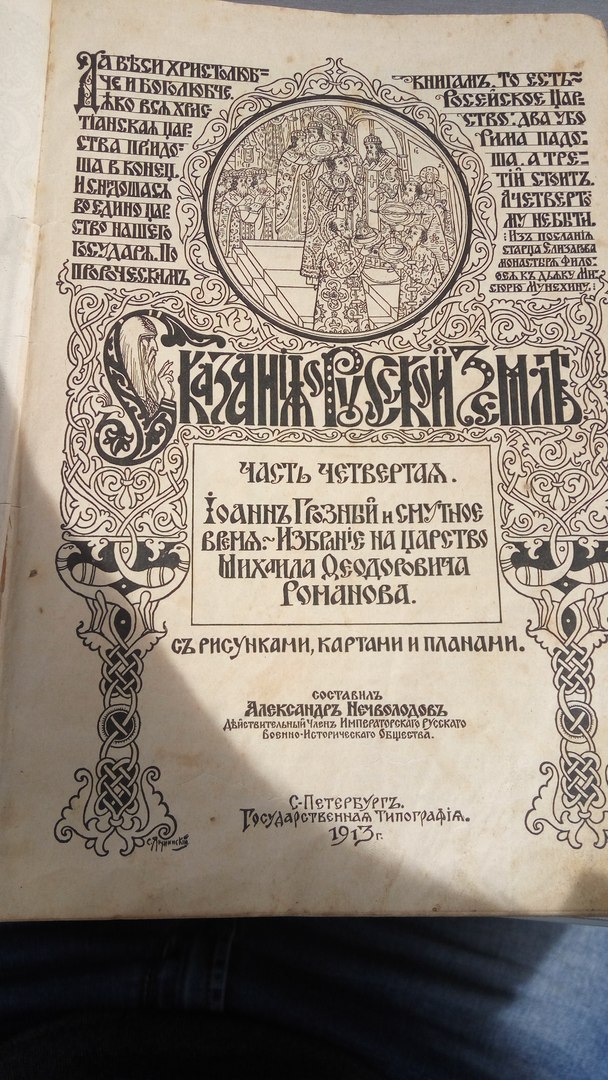 Да вѣси христолюб-
че и боголюбче,
яко вся хрис-
тіанская цар-
ства придо-
ша в конец.
и снидошася
во едино цар-
ство нашего
государя. По
пророческимъ
книгамъ, то есть-
Росейское цар-
ство: два убо
Рима падо-
ша, а тре-
тій стоитъ.
А четверто-
му не быти.
Изъ посланія
старца Елизарова
монастыря Фило-
ѳея къ дьяку Ми-
сюрю Мунехину.
Сказанія о Русской Землѣ
Часть четвертая.
Іоаннъ Грозный и смутное
время.~ Избраніе на царство
Михаила Ѳеодоровича
Романова.
съ рисунками, картами и планами.
составилъ
Александръ Нечволодовъ
Дѣйствительный Членъ Императорскаго Русскаго
Военно-Историческаго Общества.
С-Петербургъ.
Государственная Типографія.
1913 г.